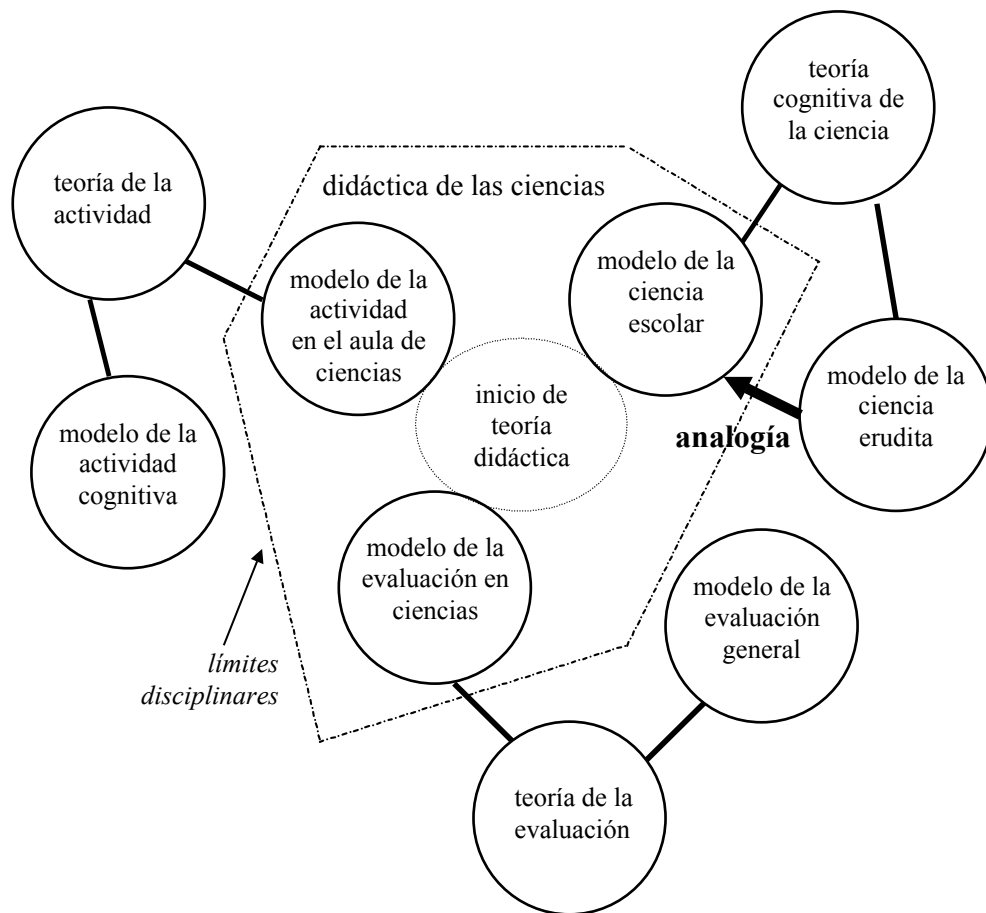 teoría
cognitiva de
la ciencia
didáctica de las ciencias
teoría de la
actividad
modelo de la
actividad
en el aula de
ciencias
modelo de la
ciencia
escolar
modelo de la
ciencia
erudita
analogía
inicio de
teoría
didáctica
modelo de la
actividad
cognitiva
modelo de la
evaluación en
ciencias
modelo de la
evaluación
general
límites
disciplinares
teoría de la
evaluación